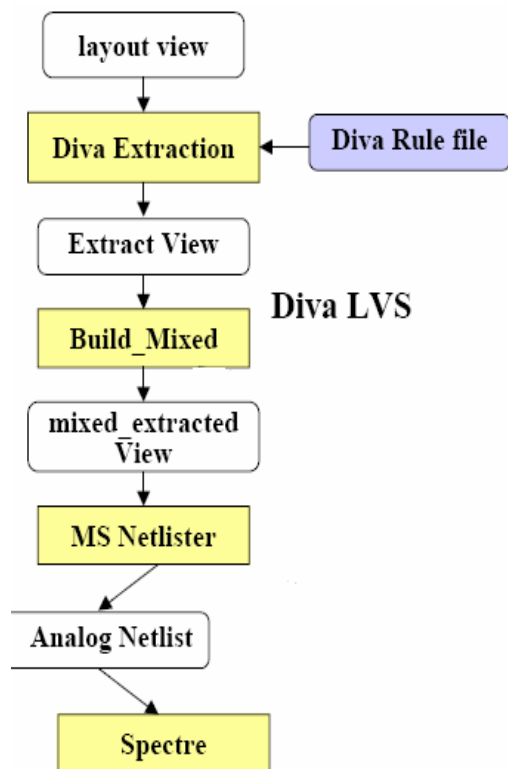 layout view
Diva Extraction
Diva Rule file
Extract View
Diva LVS
Build_Mixed
mixed_extracted
View
MS Netlister
Analog Netlist
Spectre